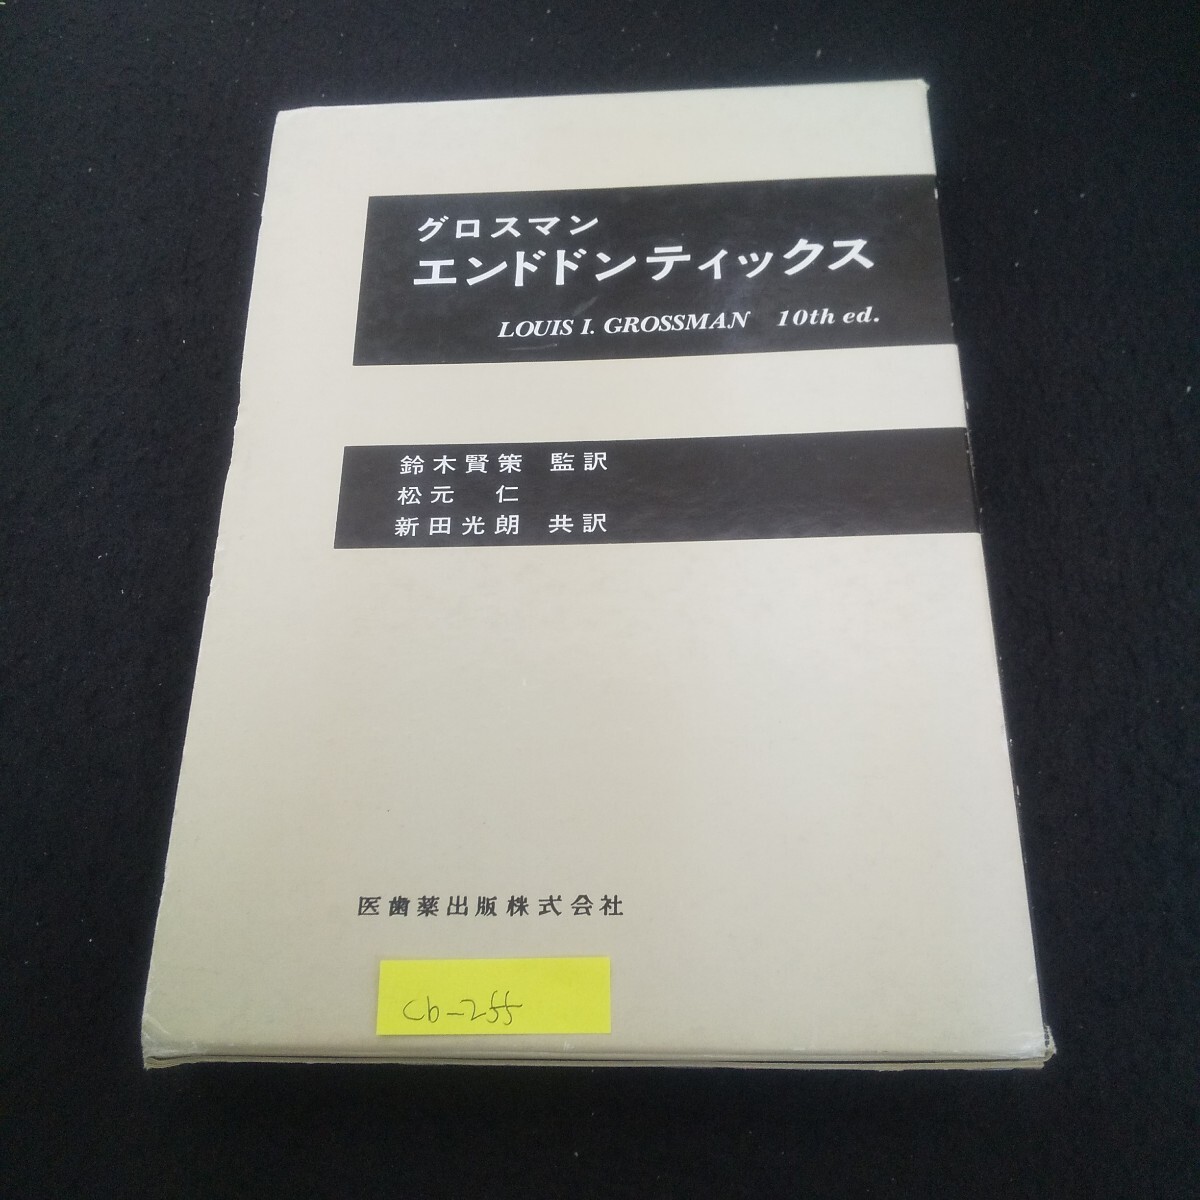 グロスマン
エンドドンティックス
LOUIS I. GROSSMAN 10th ed.
鈴木賢策 監訳
松元 仁
新田光朗 共訳
医歯薬出版株式会社
cb-255